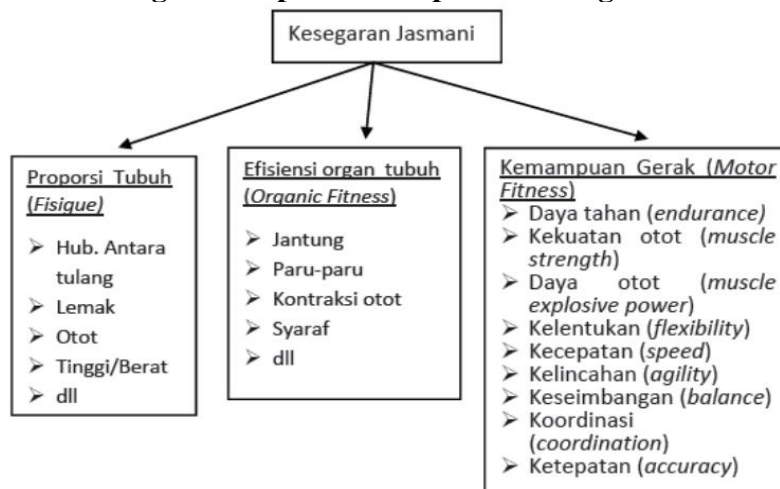 Kesegaran Jasmani
Proporsi Tubuh
(Fisique)
➤ Hub. Antara
tulang
➤ Lemak
➤ Otot
➤ Tinggi/Berat
➤ dll
Efisiensi organ tubuh
(Organic Fitness)
➤ Jantung
➤ Paru-paru
➤ Kontraksi otot
➤ Syaraf
➤ dll
Kemampuan Gerak (Motor
Fitness)
➤ Daya tahan (endurance)
➤ Kekuatan otot (muscle
strength)
➤ Daya otot (muscle
explosive power)
➤ Kelentukan (flexibility)
➤ Kecepatan (speed)
➤ Kelincahan (agility)
➤ Keseimbangan (balance)
➤ Koordinasi
(coordination)
➤ Ketepatan (accuracy)